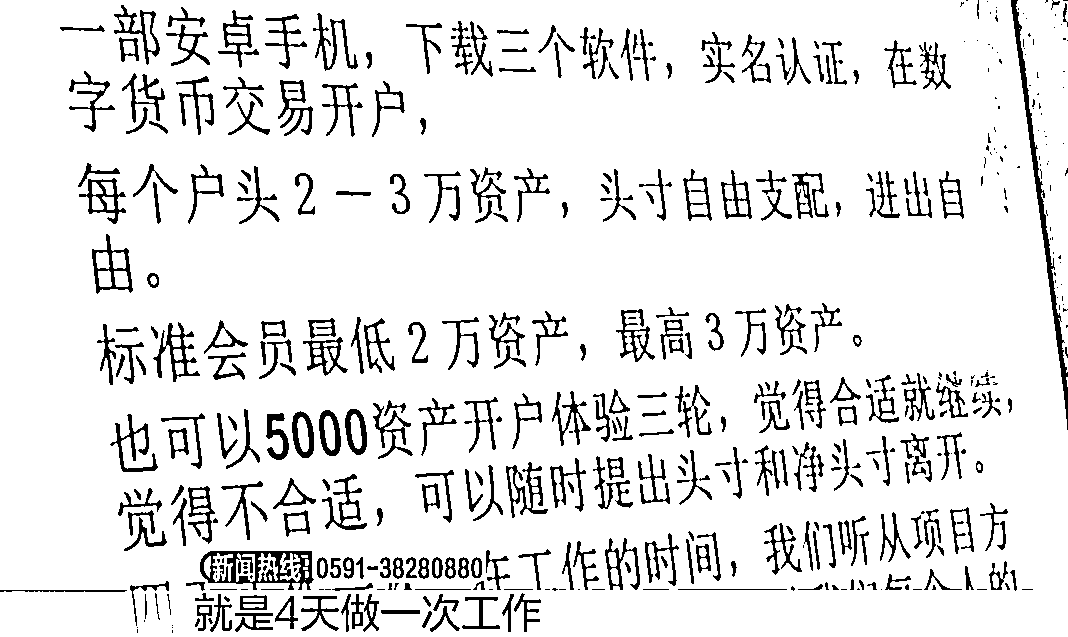 一部安卓手机，下载三个软件，实名认证，在数
字货币交易开户，
每个户头2－3万资产，头寸自由支配，进出自
由。
标准会员最低2万资产，最高3万资产。
也可以5000资产开户体验三轮，觉得合适就继续，
觉得不合适，可以随时提出头寸和净头寸离开。
工作的时间，我们听从项目方
新闻热线：0591-38280880
就是4天做一次工作